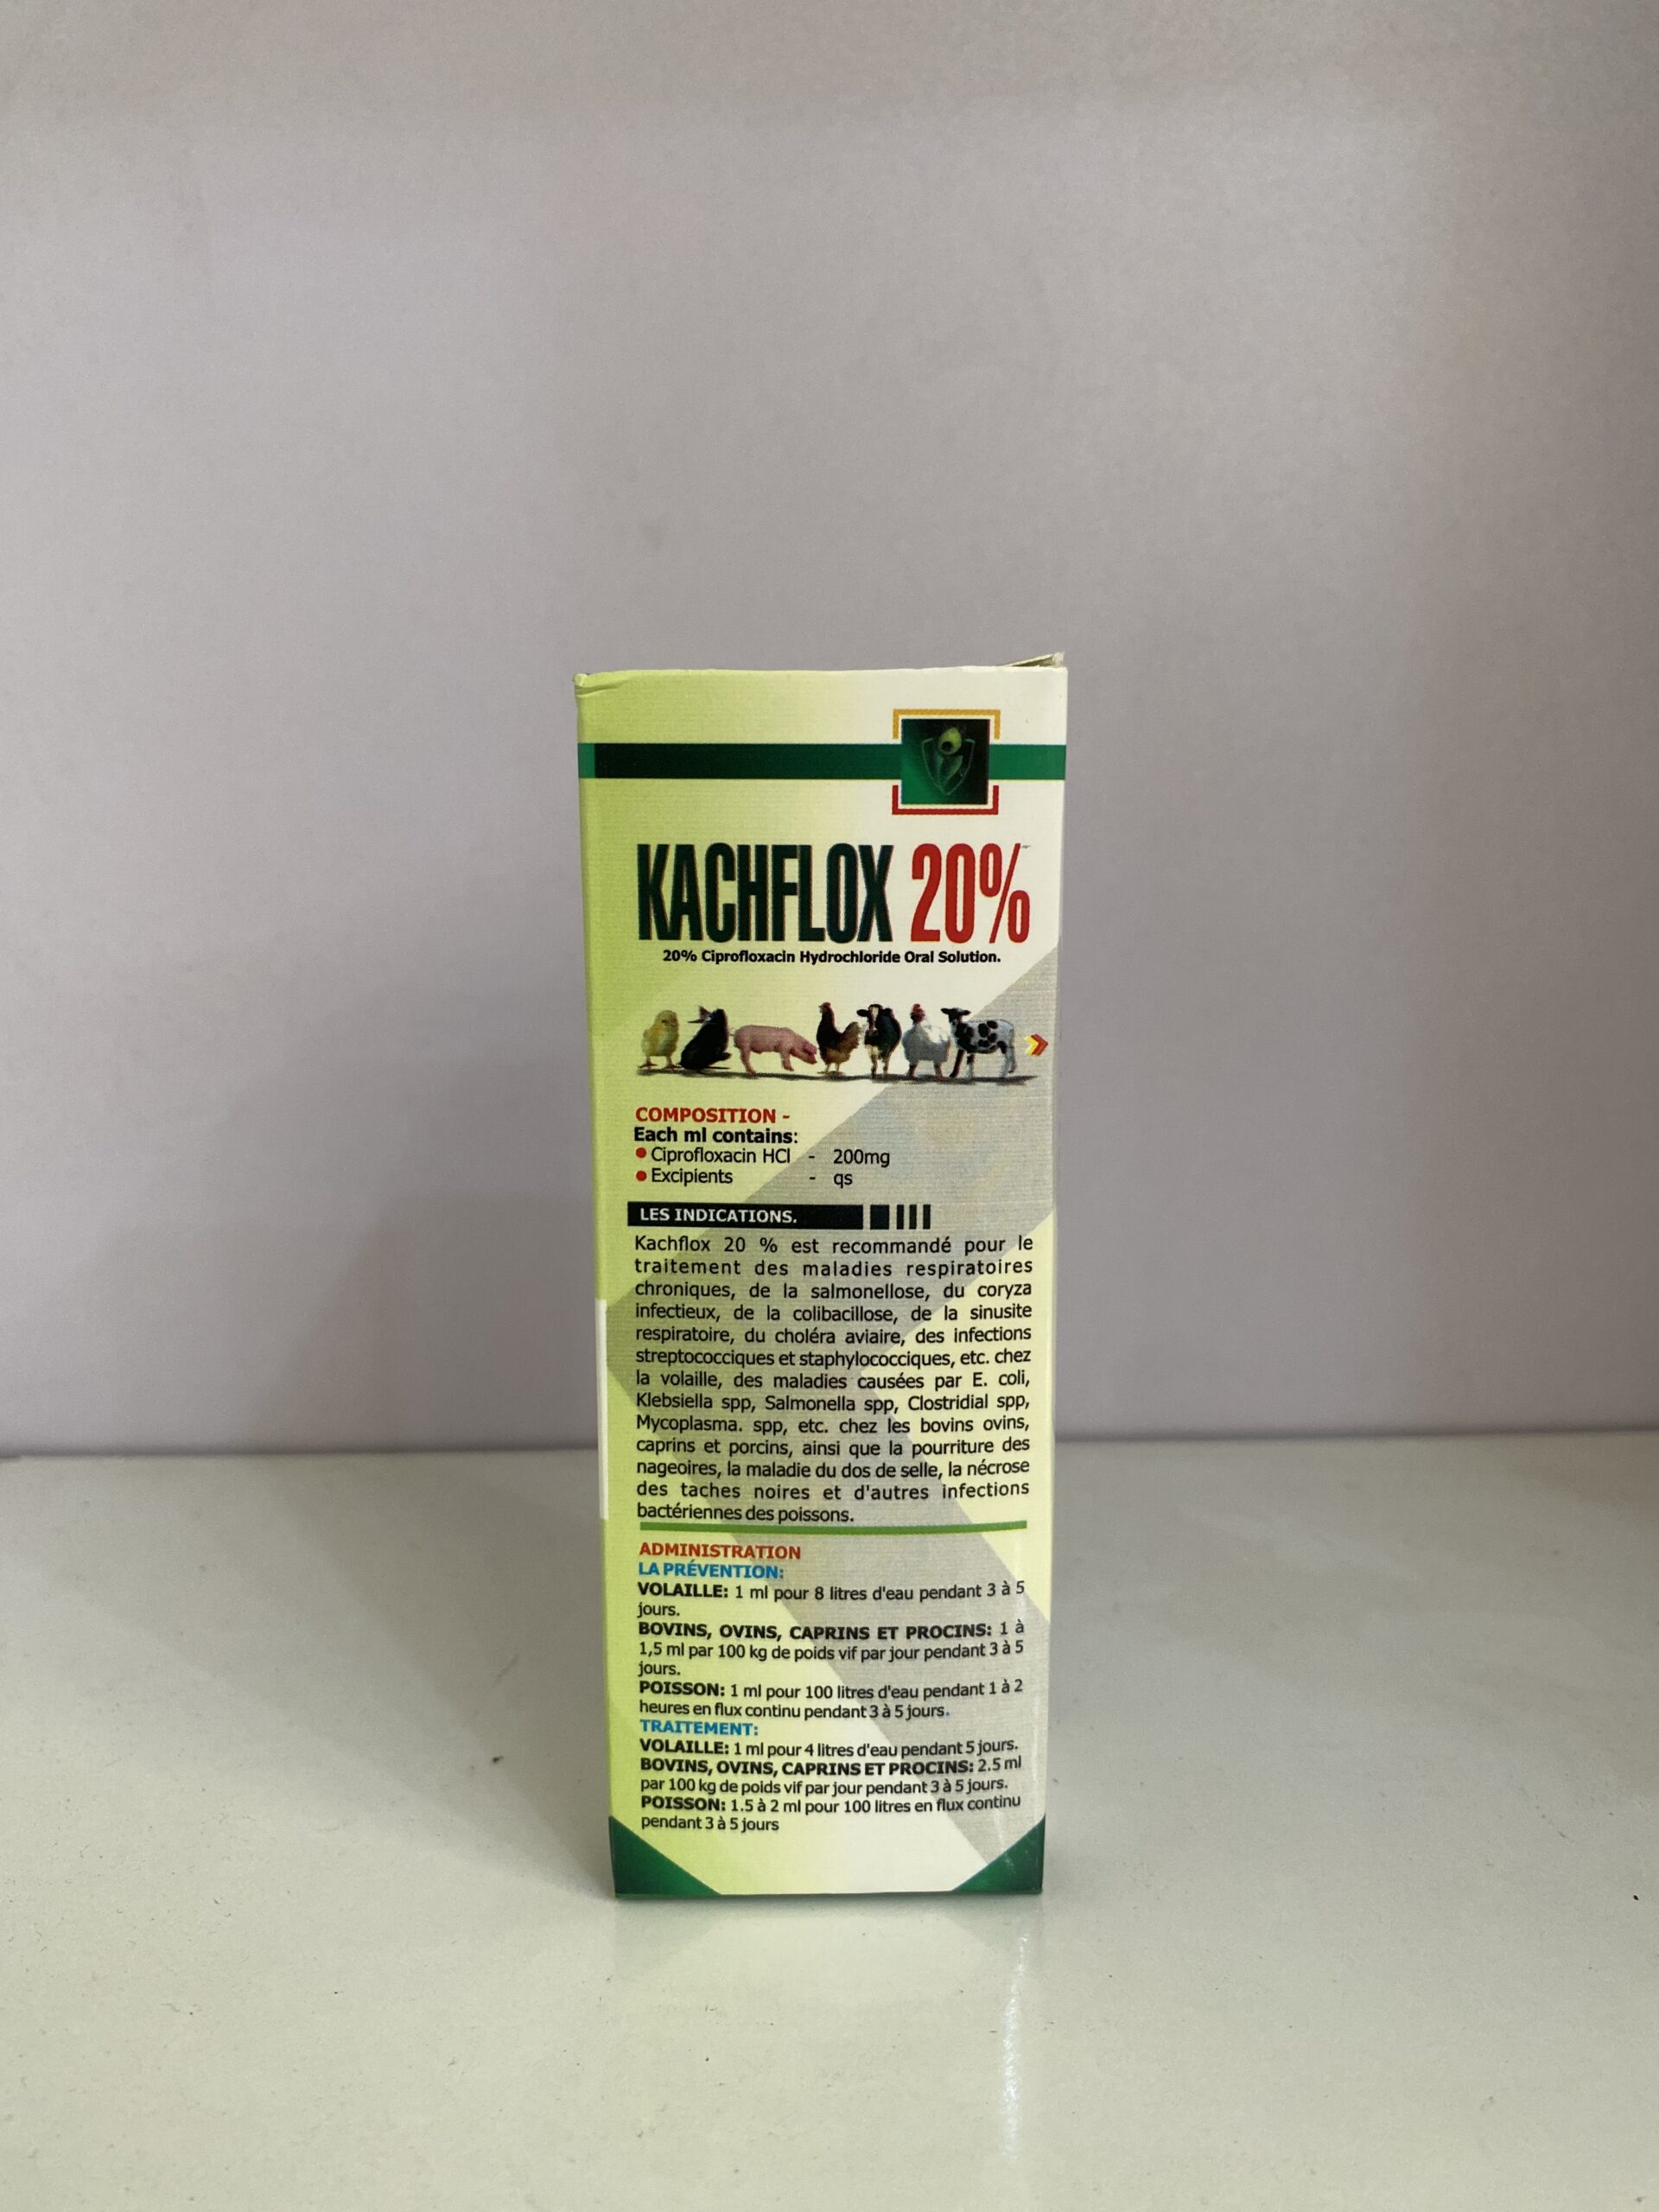 KACHFLOX 20%
20% Ciprofloxacin Hydrochloride Oral Solution.
COMPOSITION -
Each ml contains:
Ciprofloxacin HCl - 200mg
Excipients - qs
LES INDICATIONS.
Kachflox 20 % est recommandé pour le
traitement des maladies respiratoires
chroniques, de la salmonellose, du coryza
infectieux, de la colibacillose, de la sinusite
respiratoire, du choléra aviaire, des infections
streptococciques et staphylococciques, etc. chez
la volaille, des maladies causées par E. coli,
Klebsiella spp, Salmonella spp, Clostridial spp,
Mycoplasma. spp, etc. chez les bovins ovins,
caprins et porcins, ainsi que la pourriture des
nageoires, la maladie du dos de selle, la nécrose
des taches noires et d'autres infections
bactériennes des poissons.
ADMINISTRATION
LA PRÉVENTION:
VOLAILLE: 1 ml pour 8 litres d'eau pendant 3 à 5
jours.
BOVINS, OVINS, CAPRINS ET PROCINS: 1 à
1,5 ml par 100 kg de poids vif par jour pendant 3 à 5
jours.
POISSON: 1 ml pour 100 litres d'eau pendant 1 à 2
heures en flux continu pendant 3 à 5 jours.
TRAITEMENT:
VOLAILLE: 1 ml pour 4 litres d'eau pendant 5 jours.
BOVINS, OVINS, CAPRINS ET PROCINS: 2.5 ml
par 100 kg de poids vif par jour pendant 3 à 5 jours.
POISSON: 1.5 à 2 ml pour 100 litres en flux continu
pendant 3 à 5 jours